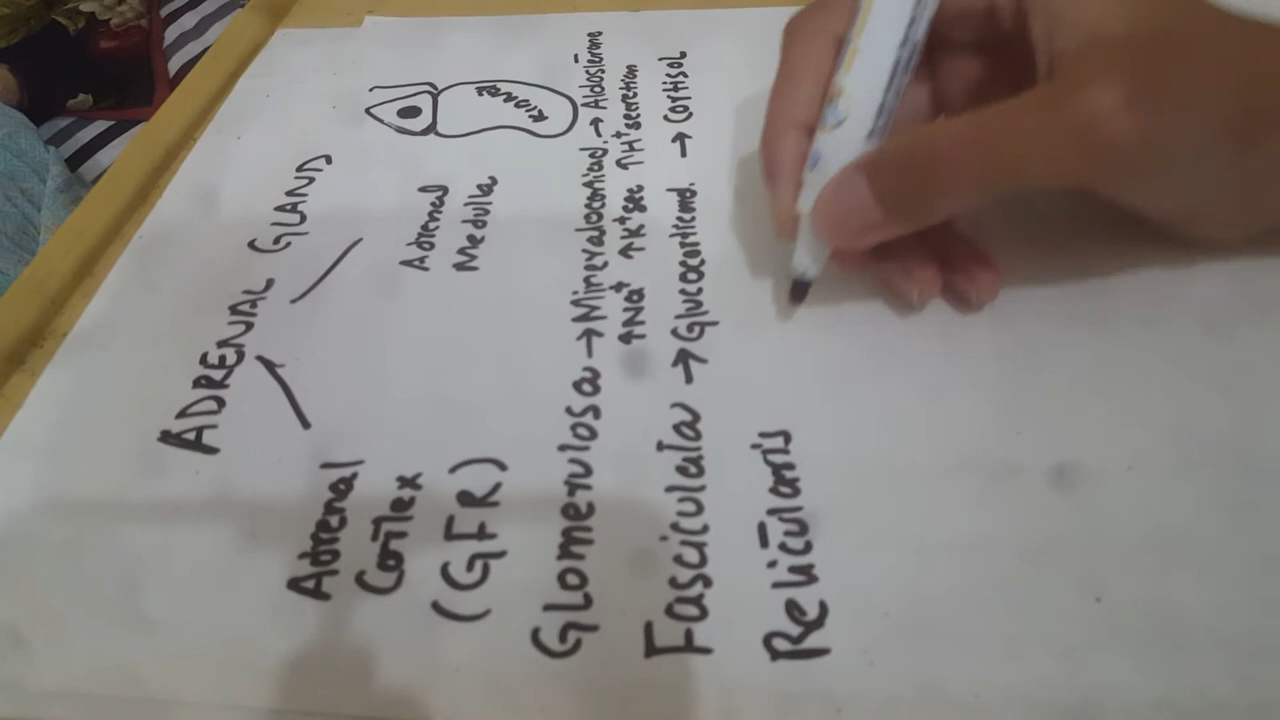 ADRENAL GLAND
KIDNEY
Adrenal
Cortex
(GFR)
Adrenal
Medulla
Glomerulosa → Mineralocorticoid. → Aldosterone
↑Na⁺ ↑K⁺sec ↑H⁺secretion
Fasciculata → Glucocorticoid. → Cortisol
Reticularis